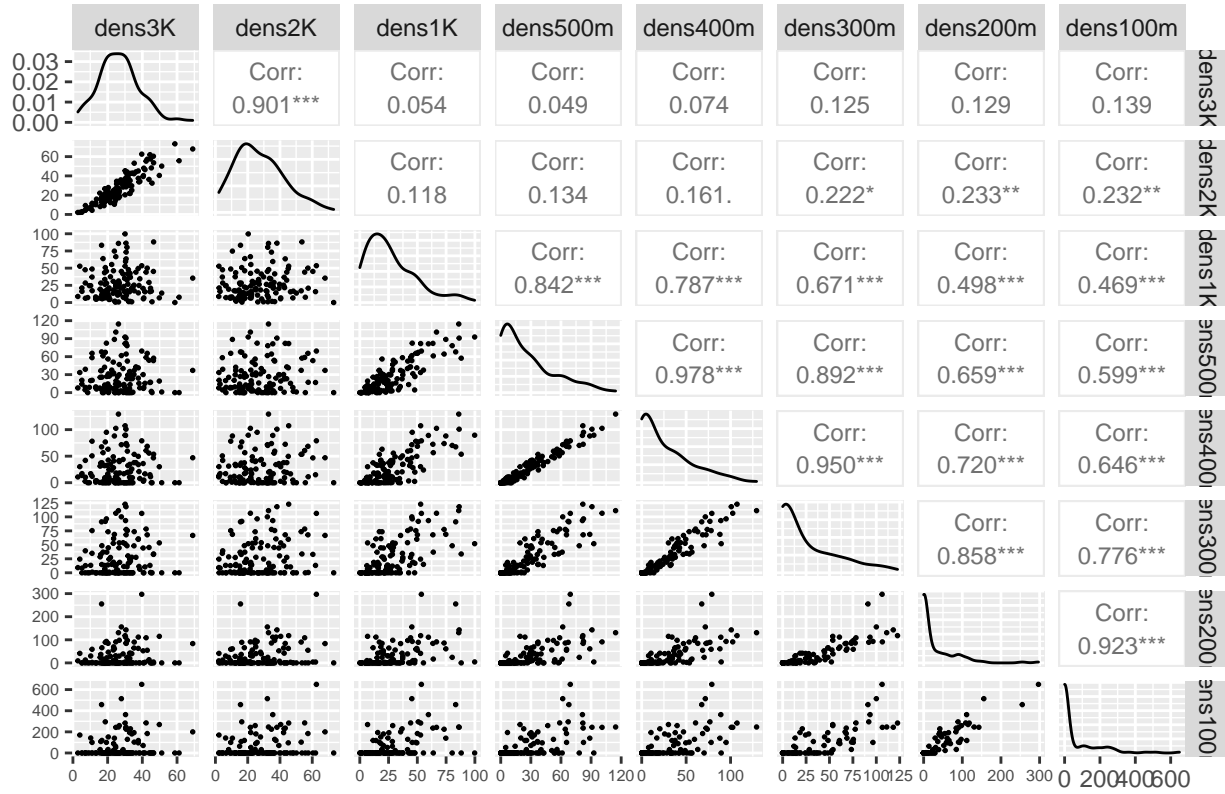 dens3K dens2K dens1K dens500m dens400m dens300m dens200m dens100m
0.03 0.02 0.01 0.00 Corr: 0.901*** Corr: 0.054 Corr: 0.049 Corr: 0.074 Corr: 0.125 Corr: 0.129 Corr: 0.139 dens3K
60 40 20 0 Corr: 0.118 Corr: 0.134 Corr: 0.161. Corr: 0.222* Corr: 0.233** Corr: 0.232** dens2K
100 75 50 25 0 Corr: 0.842*** Corr: 0.787*** Corr: 0.671*** Corr: 0.498*** Corr: 0.469*** dens1K
120 90 60 30 0 Corr: 0.978*** Corr: 0.892*** Corr: 0.659*** Corr: 0.599*** ens500
100 50 0 Corr: 0.950*** Corr: 0.720*** Corr: 0.646*** ens400
125 100 75 50 25 0 Corr: 0.858*** Corr: 0.776*** ens300
300 200 100 0 Corr: 0.923*** ens200
600 400 200 0 ens100
0 20 40 60 0 20 40 60 0 25 50 75 100 0 30 60 90 120 0 50 100 0 25 50 75 100 125 0 100 200 300 0 200 400 600